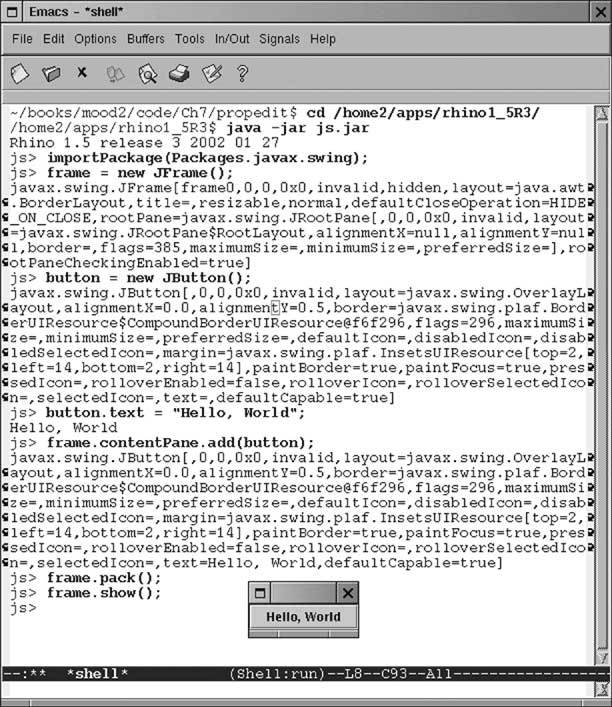 Emacs - *shell*
File Edit Options Buffers Tools In/Out Signals Help
~/books/mood2/code/Ch7/propedit$ cd /home2/apps/rhino1_5R3/
/home2/apps/rhino1_5R3$ java -jar js.jar
Rhino 1.5 release 3 2002 01 27
js> importPackage(Packages.javax.swing);
js> frame = new JFrame();
javax.swing.JFrame[frame0,0,0,0x0,invalid,hidden,layout=java.awt
.BorderLayout,title=,resizable,normal,defaultCloseOperation=HIDE
_ON_CLOSE,rootPane=javax.swing.JRootPane[,0,0,0x0,invalid,layout
=javax.swing.JRootPane$RootLayout,alignmentX=null,alignmentY=nul
l,border=,flags=385,maximumSize=,minimumSize=,preferredSize=],ro
otPaneCheckingEnabled=true]
js> button = new JButton();
javax.swing.JButton[,0,0,0x0,invalid,layout=javax.swing.OverlayL
ayout,alignmentX=0.0,alignmentY=0.5,border=javax.swing.plaf.Bord
erUIResource$CompoundBorderUIResource@f6f296,flags=296,maximumSi
ze=,minimumSize=,preferredSize=,defaultIcon=,disabledIcon=,disab
ledSelectedIcon=,margin=javax.swing.plaf.InsetsUIResource[top=2,
left=14,bottom=2,right=14],paintBorder=true,paintFocus=true,pres
sedIcon=,rolloverEnabled=false,rolloverIcon=,rolloverSelectedIco
n=,selectedIcon=,text=,defaultCapable=true]
js> button.text = "Hello, World";
Hello, World
js> frame.contentPane.add(button);
javax.swing.JButton[,0,0,0x0,invalid,layout=javax.swing.OverlayL
ayout,alignmentX=0.0,alignmentY=0.5,border=javax.swing.plaf.Bord
erUIResource$CompoundBorderUIResource@f6f296,flags=296,maximumSi
ze=,minimumSize=,preferredSize=,defaultIcon=,disabledIcon=,disab
ledSelectedIcon=,margin=javax.swing.plaf.InsetsUIResource[top=2,
left=14,bottom=2,right=14],paintBorder=true,paintFocus=true,pres
sedIcon=,rolloverEnabled=false,rolloverIcon=,rolloverSelectedIco
n=,selectedIcon=,text=Hello, World,defaultCapable=true]
js> frame.pack();
js> frame.show();
js>
Hello, World
--:** *shell* (Shell:run)--L8--C93--All--------------------